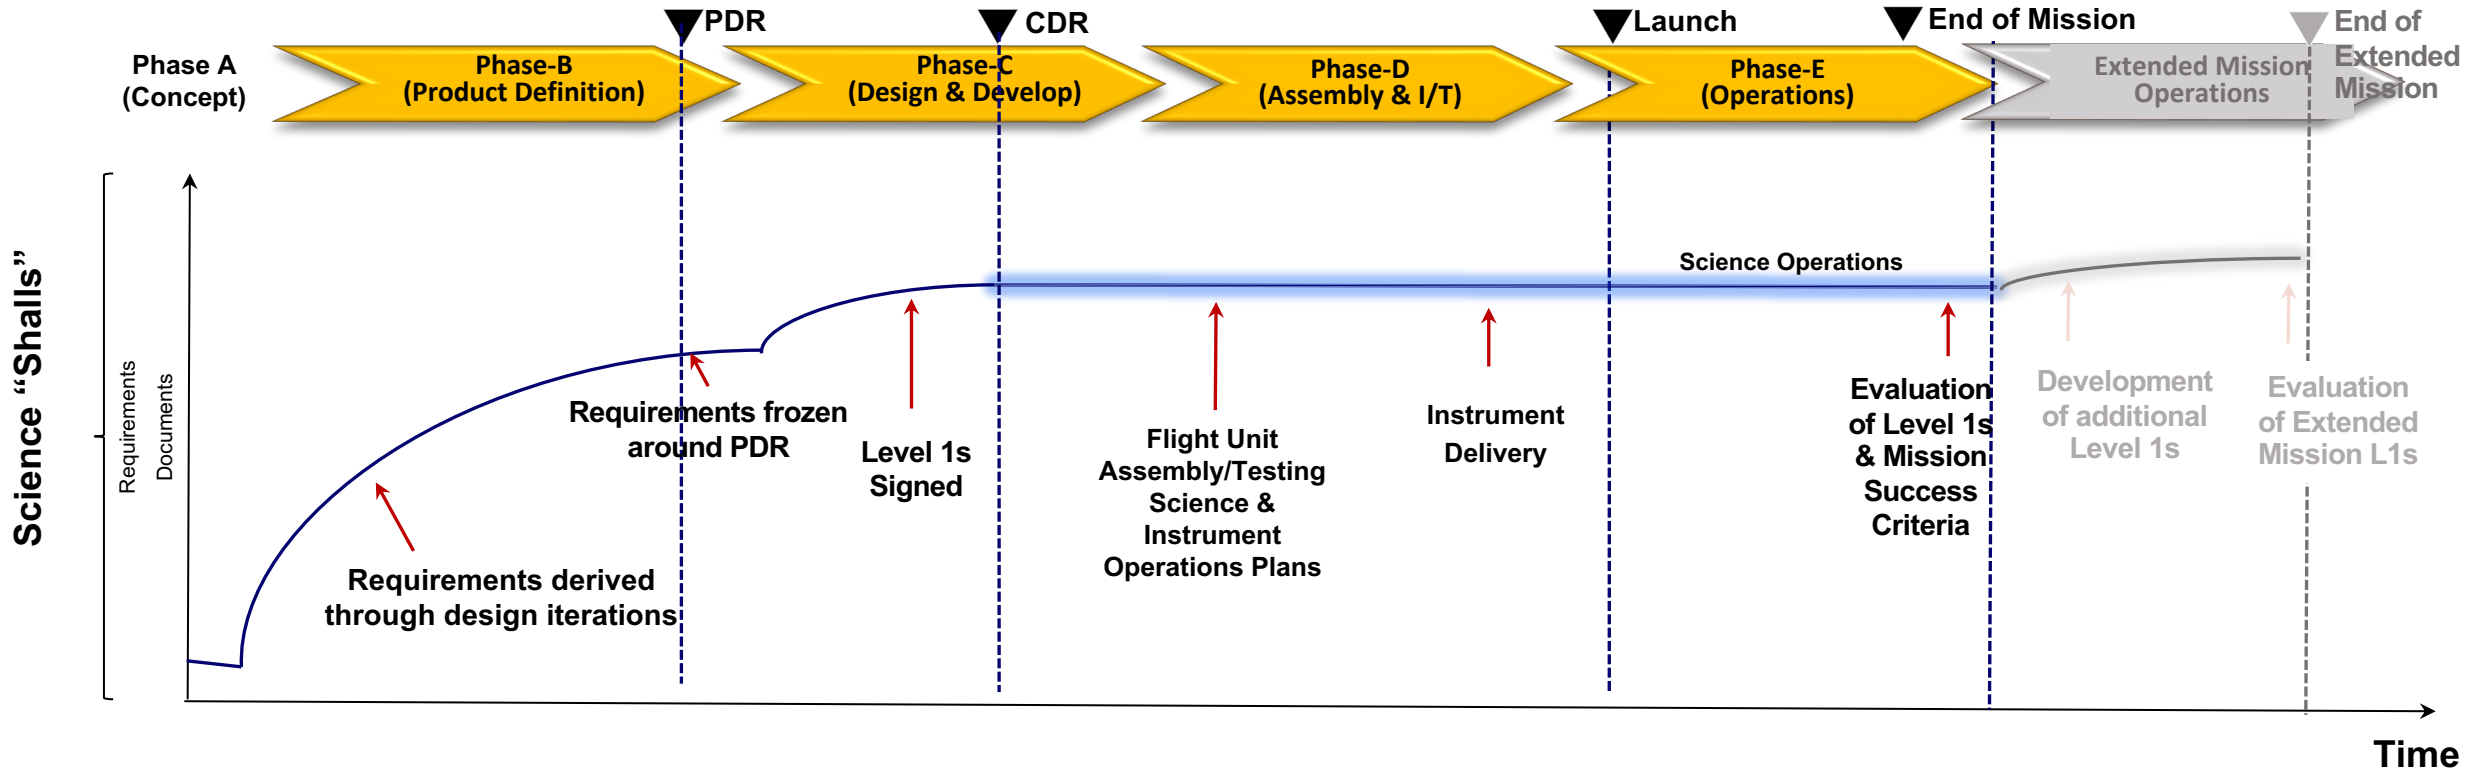 PDR
CDR
Launch
End of Mission
End of
Extended
Mission
Phase A
(Concept)
Phase-B
(Product Definition)
Phase-C
(Design & Develop)
Phase-D
(Assembly & I/T)
Phase-E
(Operations)
Extended Mission
Operations
Science “Shalls”
Requirements
Documents
Science Operations
Requirements derived
through design iterations
Requirements frozen
around PDR
Level 1s
Signed
Flight Unit
Assembly/Testing
Science &
Instrument
Operations Plans
Instrument
Delivery
Evaluation
of Level 1s
& Mission
Success
Criteria
Development
of additional
Level 1s
Evaluation
of Extended
Mission L1s
Time